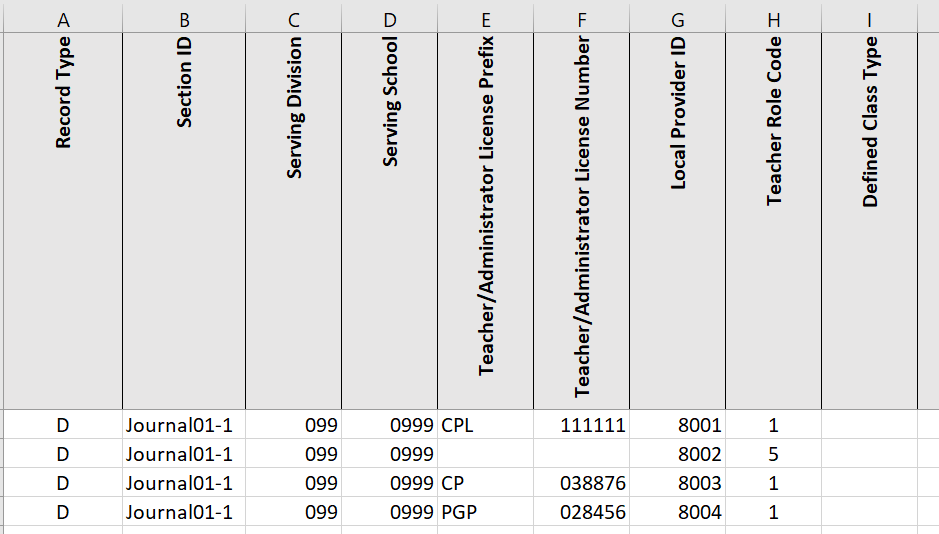 A B C D E F G H I
Record Type Section ID Serving Division Serving School Teacher/Administrator License Prefix Teacher/Administrator License Number Local Provider ID Teacher Role Code Defined Class Type
D Journal01-1 099 0999 CPL 111111 8001 1
D Journal01-1 099 0999 8002 5
D Journal01-1 099 0999 CP 038876 8003 1
D Journal01-1 099 0999 PGP 028456 8004 1